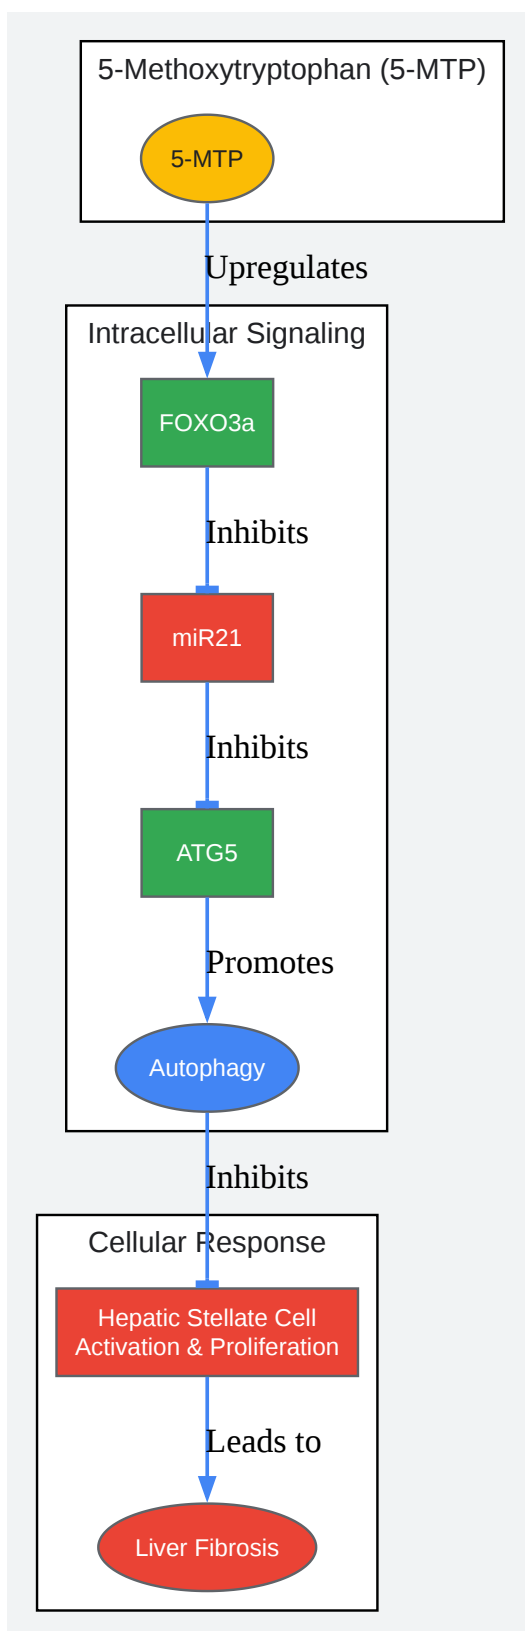 5-Methoxytryptophan (5-MTP)
5-MTP
Upregulates
Intracellular Signaling
FOXO3a
Inhibits
miR21
Inhibits
ATG5
Promotes
Autophagy
Inhibits
Cellular Response
Hepatic Stellate Cell
Activation & Proliferation
Leads to
Liver Fibrosis